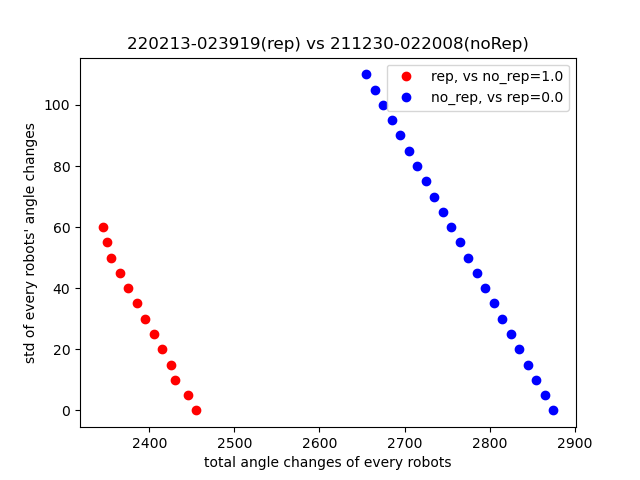 220213-023919(rep) vs 211230-022008(noRep)
rep, vs no_rep=1.0
no_rep, vs rep=0.0
std of every robots' angle changes
100
80
60
40
20
0
2400 2500 2600 2700 2800 2900
total angle changes of every robots